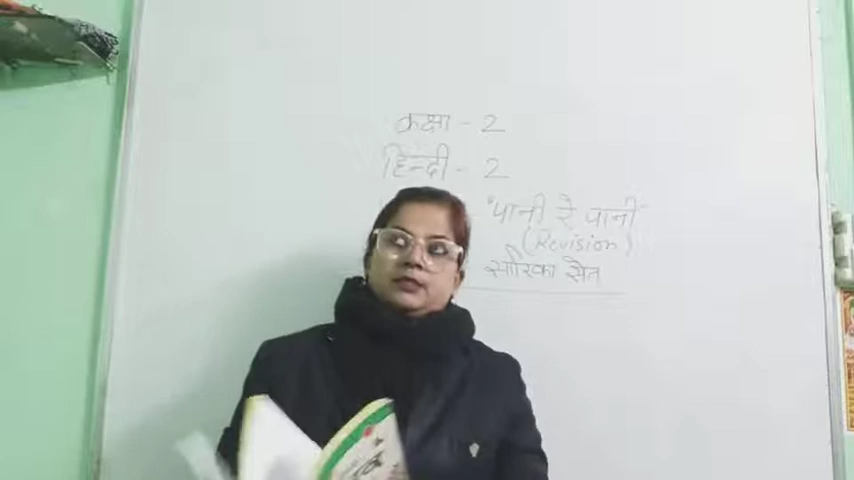 कक्षा - 2
हिन्दी - 2
"पानी रे पानी"
(Revision)
सारिका सेन